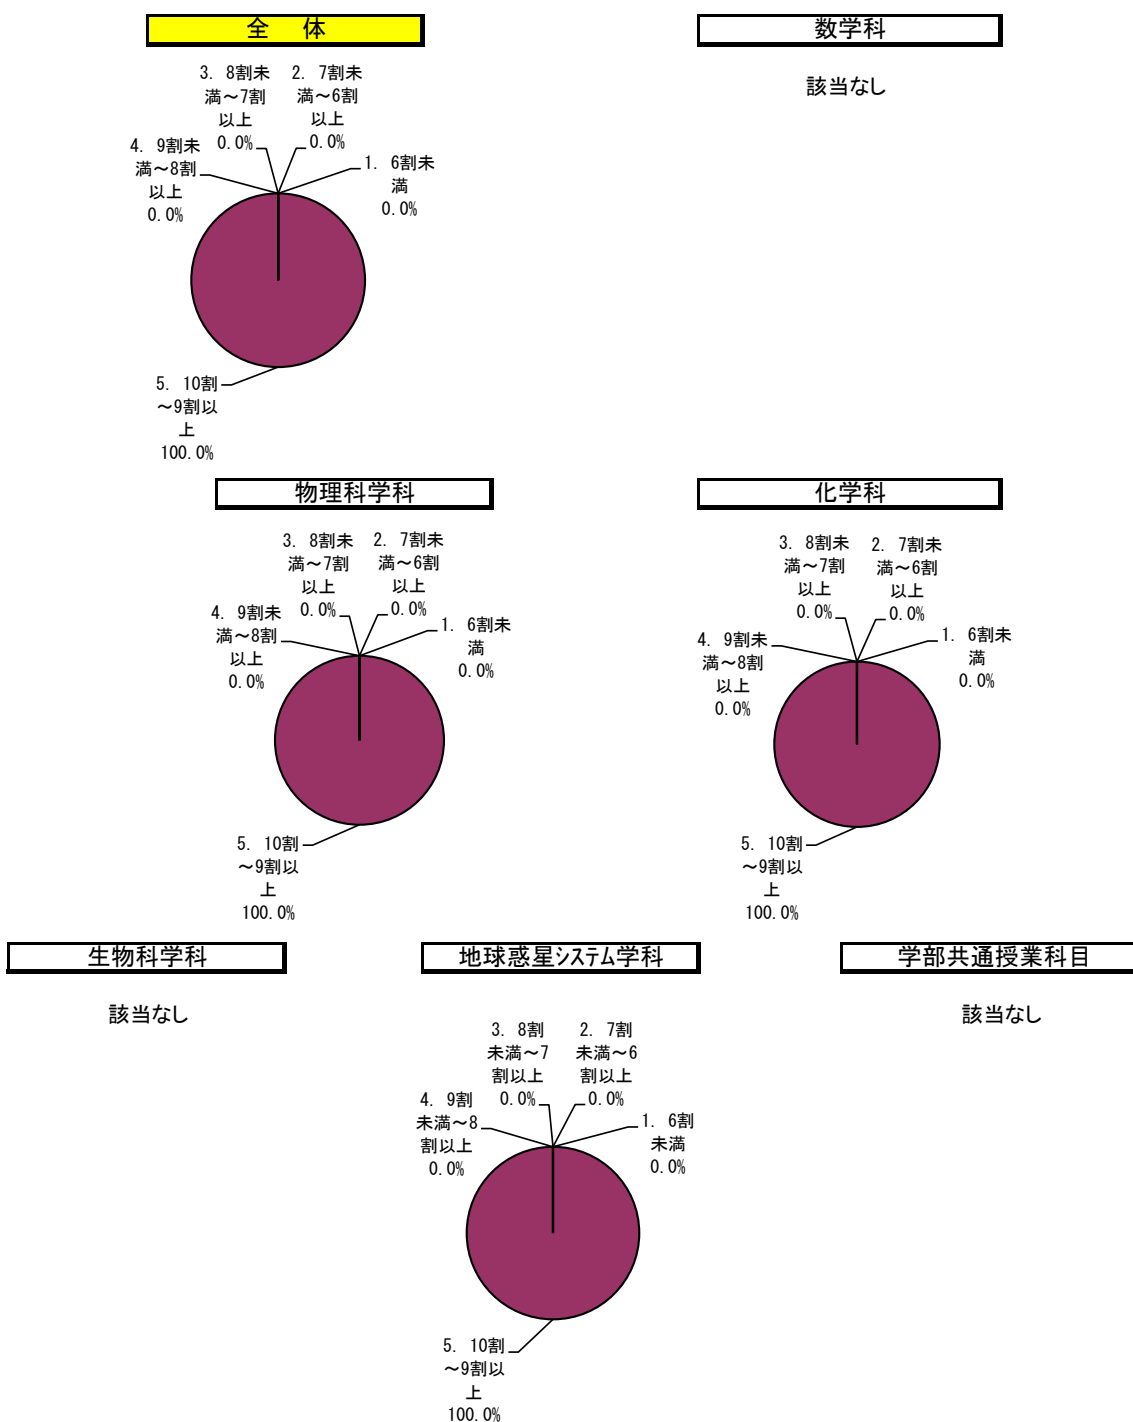 全　体
3. 8割未
満～7割
以上
0.0%
2. 7割未
満～6割
以上
0.0%
4. 9割未
満～8割
以上
0.0%
1. 6割未
満
0.0%
5. 10割
～9割以
上
100.0%
数学科
該当なし
物理科学科
3. 8割未
満～7割
以上
0.0%
2. 7割未
満～6割
以上
0.0%
4. 9割未
満～8割
以上
0.0%
1. 6割未
満
0.0%
5. 10割
～9割以
上
100.0%
化学科
3. 8割未
満～7割
以上
0.0%
2. 7割未
満～6割
以上
0.0%
4. 9割未
満～8割
以上
0.0%
1. 6割未
満
0.0%
5. 10割
～9割以
上
100.0%
生物科学科
該当なし
地球惑星システム学科
3. 8割
未満～7
割以上
0.0%
2. 7割
未満～6
割以上
0.0%
4. 9割
未満～8
割以上
0.0%
1. 6割
未満
0.0%
5. 10割
～9割以
上
100.0%
学部共通授業科目
該当なし